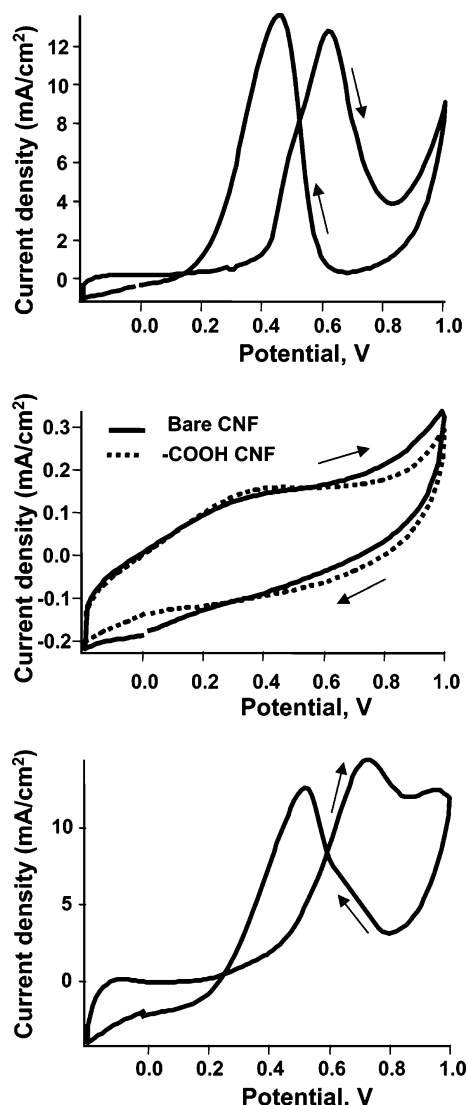 Current density (mA/cm²)
12
10
8
6
4
2
0
0.0 0.2 0.4 0.6 0.8 1.0
Potential, V
Current density (mA/cm²)
0.3
0.2
0.0
-0.1
-0.2
Bare CNF
-COOH CNF
0.0 0.2 0.4 0.6 0.8 1.0
Potential, V
Current density (mA/cm²)
10
5
0
0.0 0.2 0.4 0.6 0.8 1.0
Potential, V